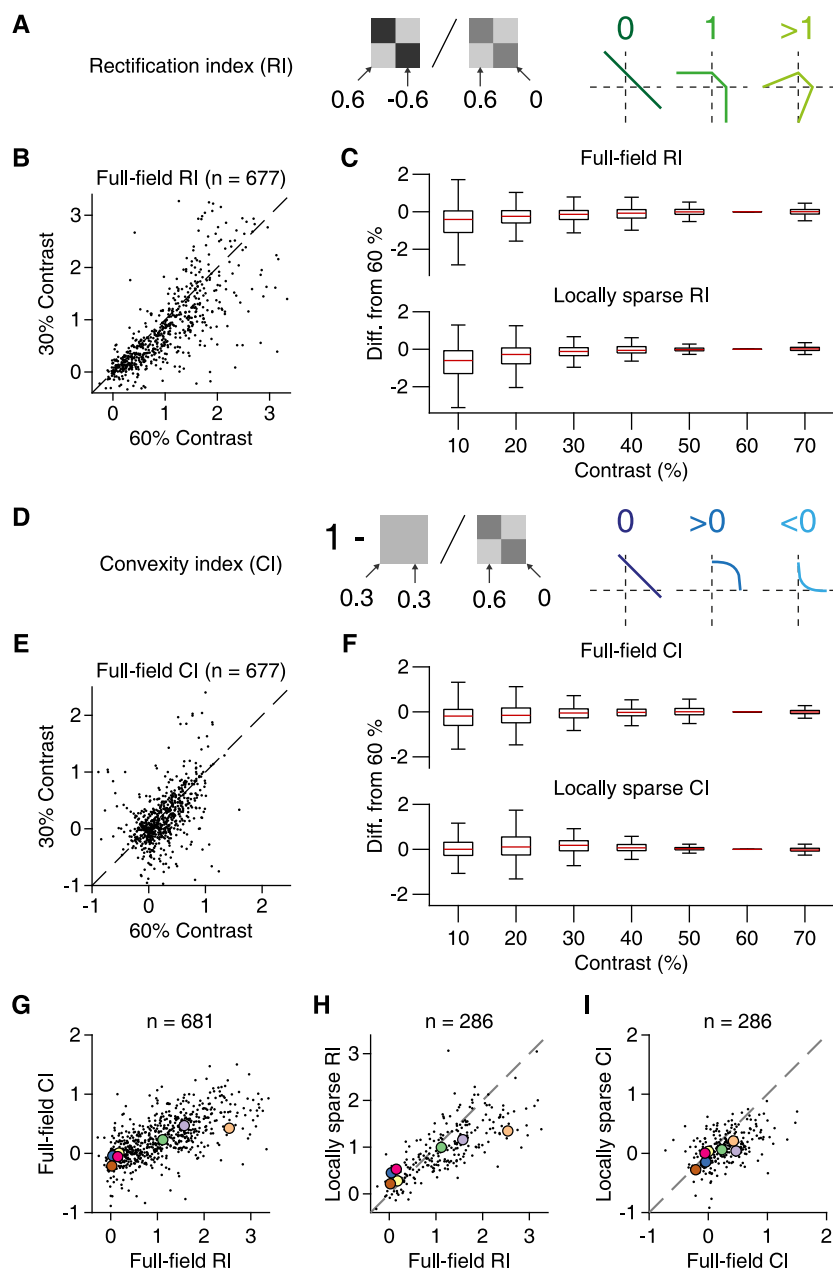 A
Rectification index (RI)
0.6 -0.6 0.6 0
0 1 >1
B
Full-field RI (n = 677)
30% Contrast
3
2
1
0
0 1 2 3
60% Contrast
C
Full-field RI
Diff. from 60 %
2
0
-2
Locally sparse RI
2
0
-2
10 20 30 40 50 60 70
Contrast (%)
D
Convexity index (CI)
1 -
0.3 0.3 0.6 0
0 >0 <0
E
Full-field CI (n = 677)
30% Contrast
2
1
0
-1
-1 0 1 2
60% Contrast
F
Full-field CI
Diff. from 60 %
2
0
-2
Locally sparse CI
2
0
-2
10 20 30 40 50 60 70
Contrast (%)
G
n = 681
Full-field CI
2
1
0
-1
0 1 2 3
Full-field RI
H
n = 286
Locally sparse RI
3
2
1
0
0 1 2 3
Full-field RI
I
n = 286
Locally sparse CI
2
1
0
-1
-1 0 1 2
Full-field CI